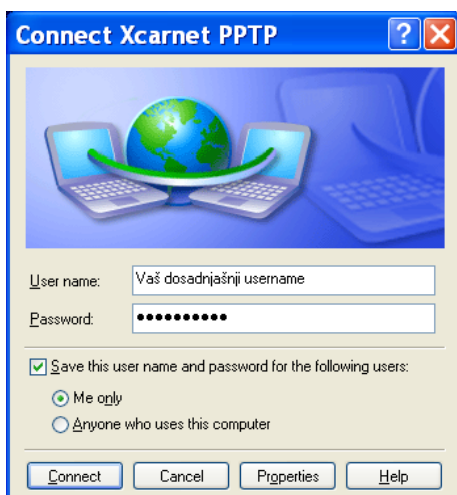 Connect Xcarnet PPTP
User name: Vaš dosadnjašnji username
Password: ••••••••••
Save this user name and password for the following users:
Me only
Anyone who uses this computer
Connect Cancel Properties Help